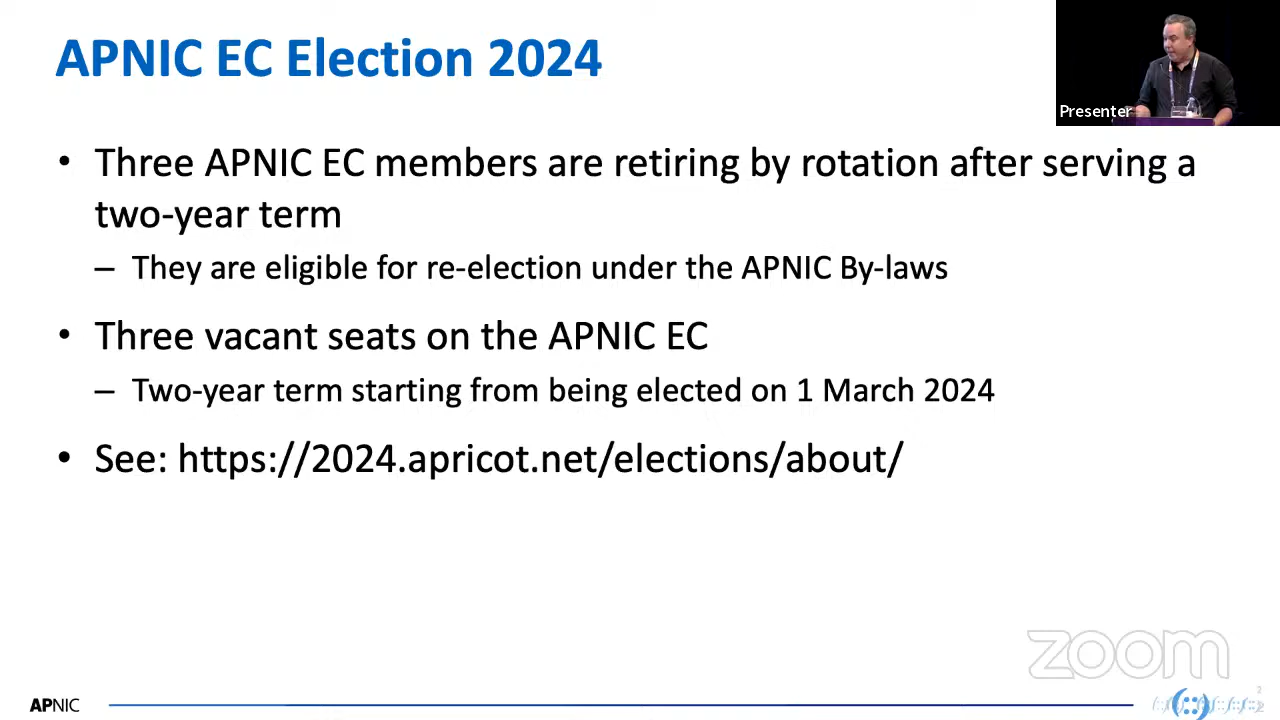 APNIC EC Election 2024
Presenter
• Three APNIC EC members are retiring by rotation after serving a
two-year term
– They are eligible for re-election under the APNIC By-laws
• Three vacant seats on the APNIC EC
– Two-year term starting from being elected on 1 March 2024
• See: https://2024.apricot.net/elections/about/
zoom
APNIC
2
2